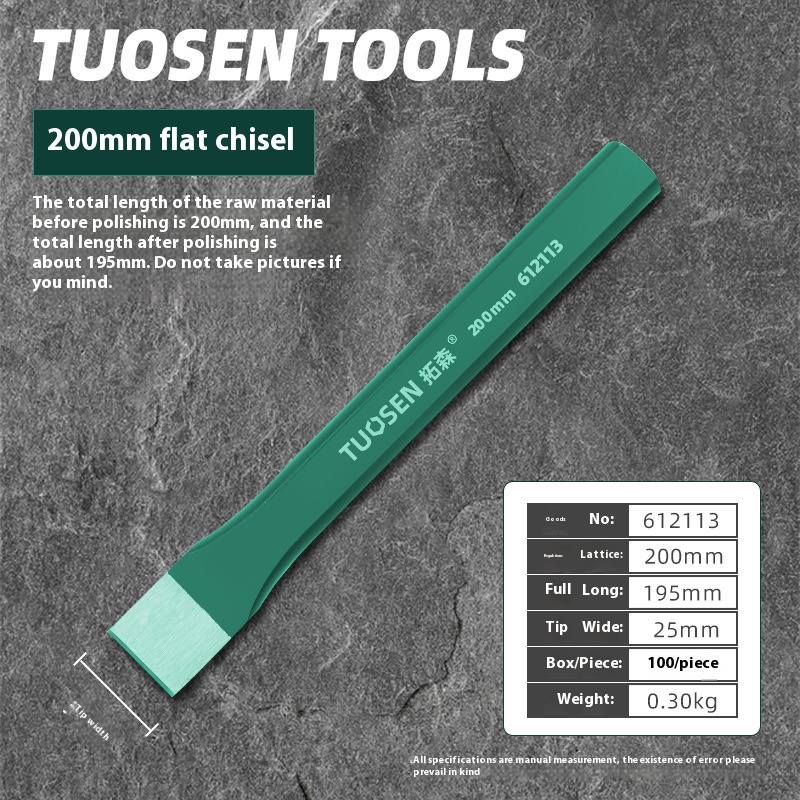 TUOSEN TOOLS
200mm flat chisel
The total length of the raw material
before polishing is 200mm, and the
total length after polishing is
about 195mm. Do not take pictures if
you mind.
TUOSEN 拓森® 200mm 612113
Goods No: 612113
Lattice: 200mm
Full Long: 195mm
Tip Wide: 25mm
Box/Piece: 100/piece
Weight: 0.30kg
Tip width
All specifications are manual measurement, the existence of error please
prevail in kind